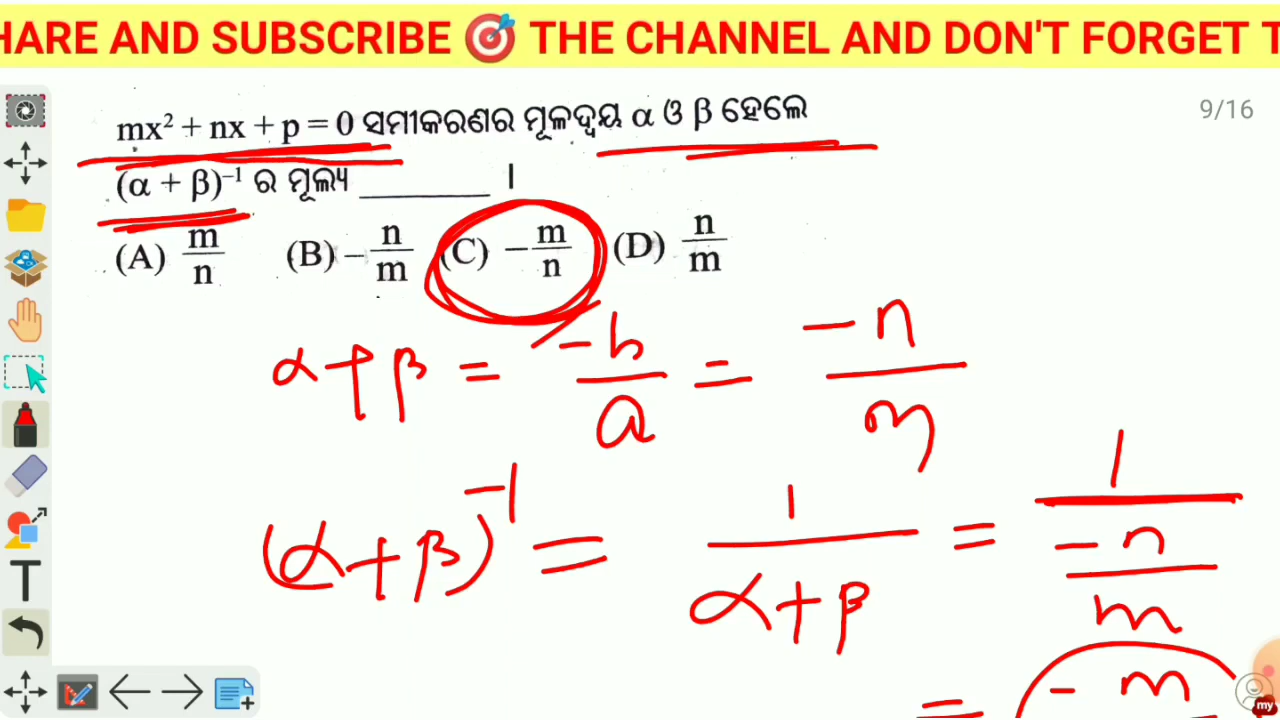 HARE AND SUBSCRIBE 🎯 THE CHANNEL AND DON'T FORGET T
9/16
mx² + nx + p = 0 ସମୀକରଣର ମୂଳଦ୍ୱୟ α ଓ β ହେଲେ
(α + β)⁻¹ ର ମୂଲ୍ୟ ________ ।
(A) m/n (B) - n/m (C) - m/n (D) n/m
α+β = -b/a = -n/m
(α+β)⁻¹ = 1/(α+β) = 1/(-n/m)
= - m
T
my